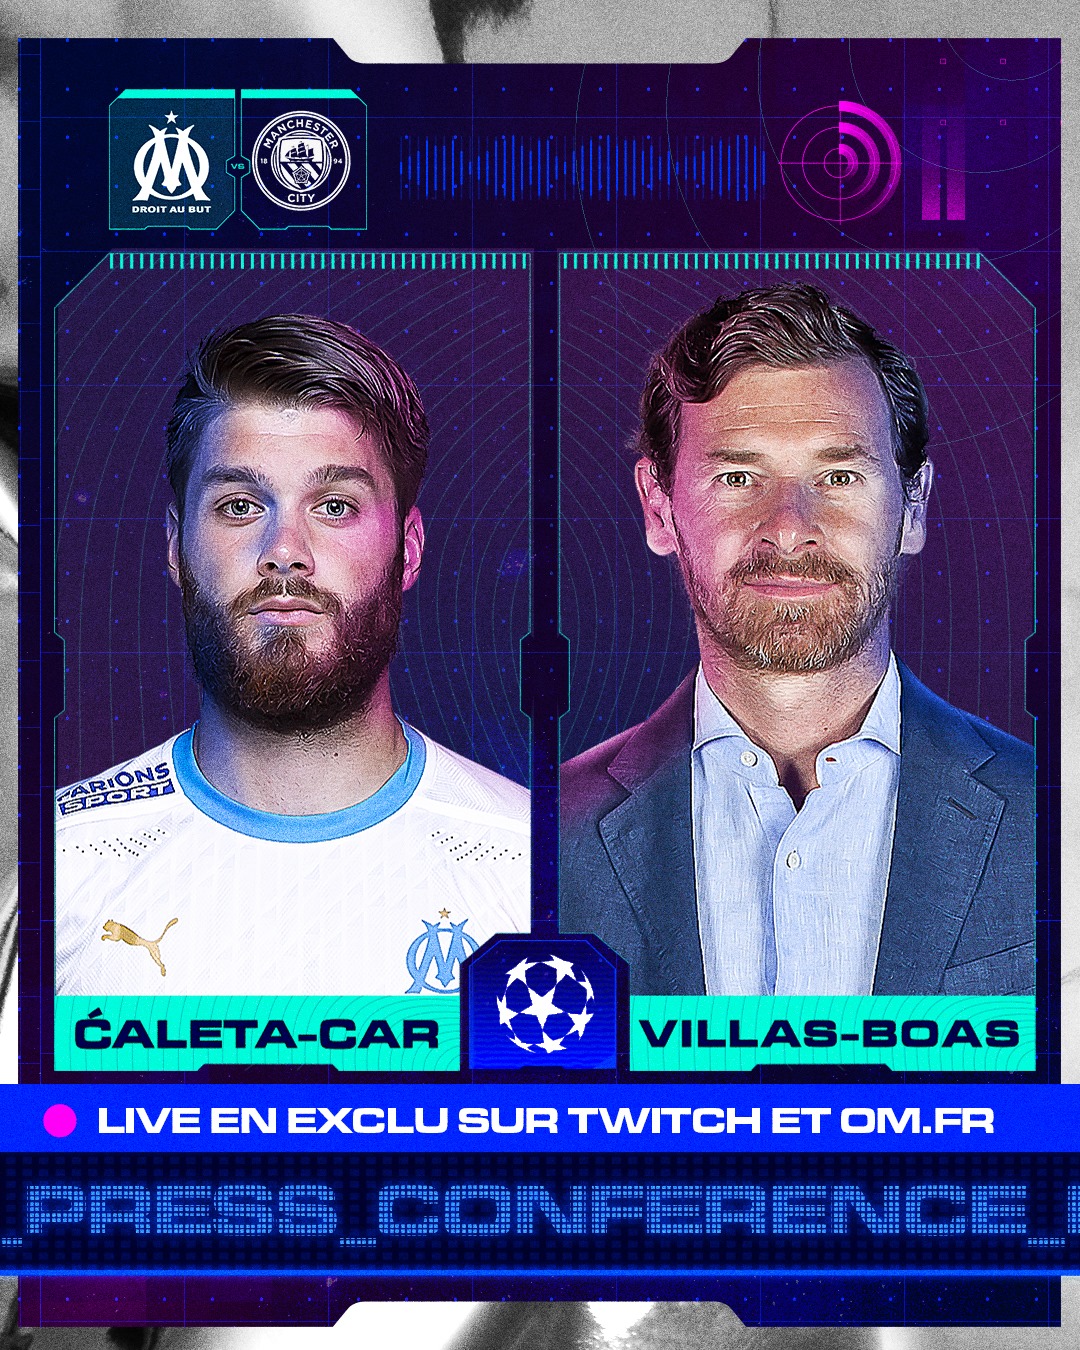 DROIT AU BUT
VS
MANCHESTER
18 94
CITY
PARIONS
SPORT
ĆALETA-CAR
VILLAS-BOAS
LIVE EN EXCLU SUR TWITCH ET OM.FR
_PRESS_CONFERENCE_